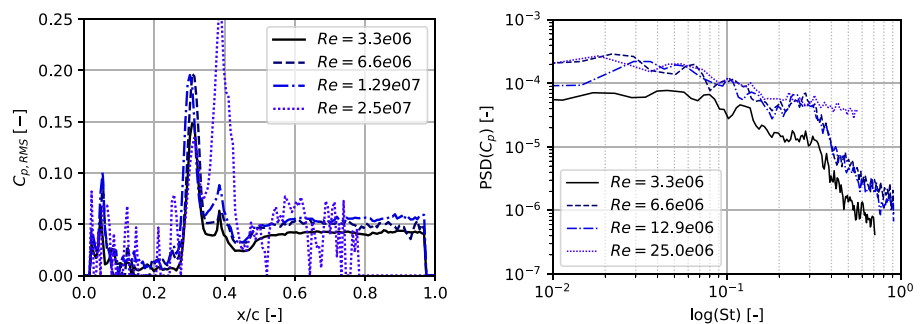 0.25
0.20
0.15
0.10
0.05
0.00
C_{p,RMS} [−]
0.0 0.2 0.4 0.6 0.8 1.0
x/c [-]
Re = 3.3e06
Re = 6.6e06
Re = 1.29e07
Re = 2.5e07
10^{−3}
10^{−4}
10^{−5}
10^{−6}
10^{−7}
PSD(C_p) [-]
10^{−2} 10^{−1} 10^{0}
log(St) [-]
Re = 3.3e06
Re = 6.6e06
Re = 12.9e06
Re = 25.0e06